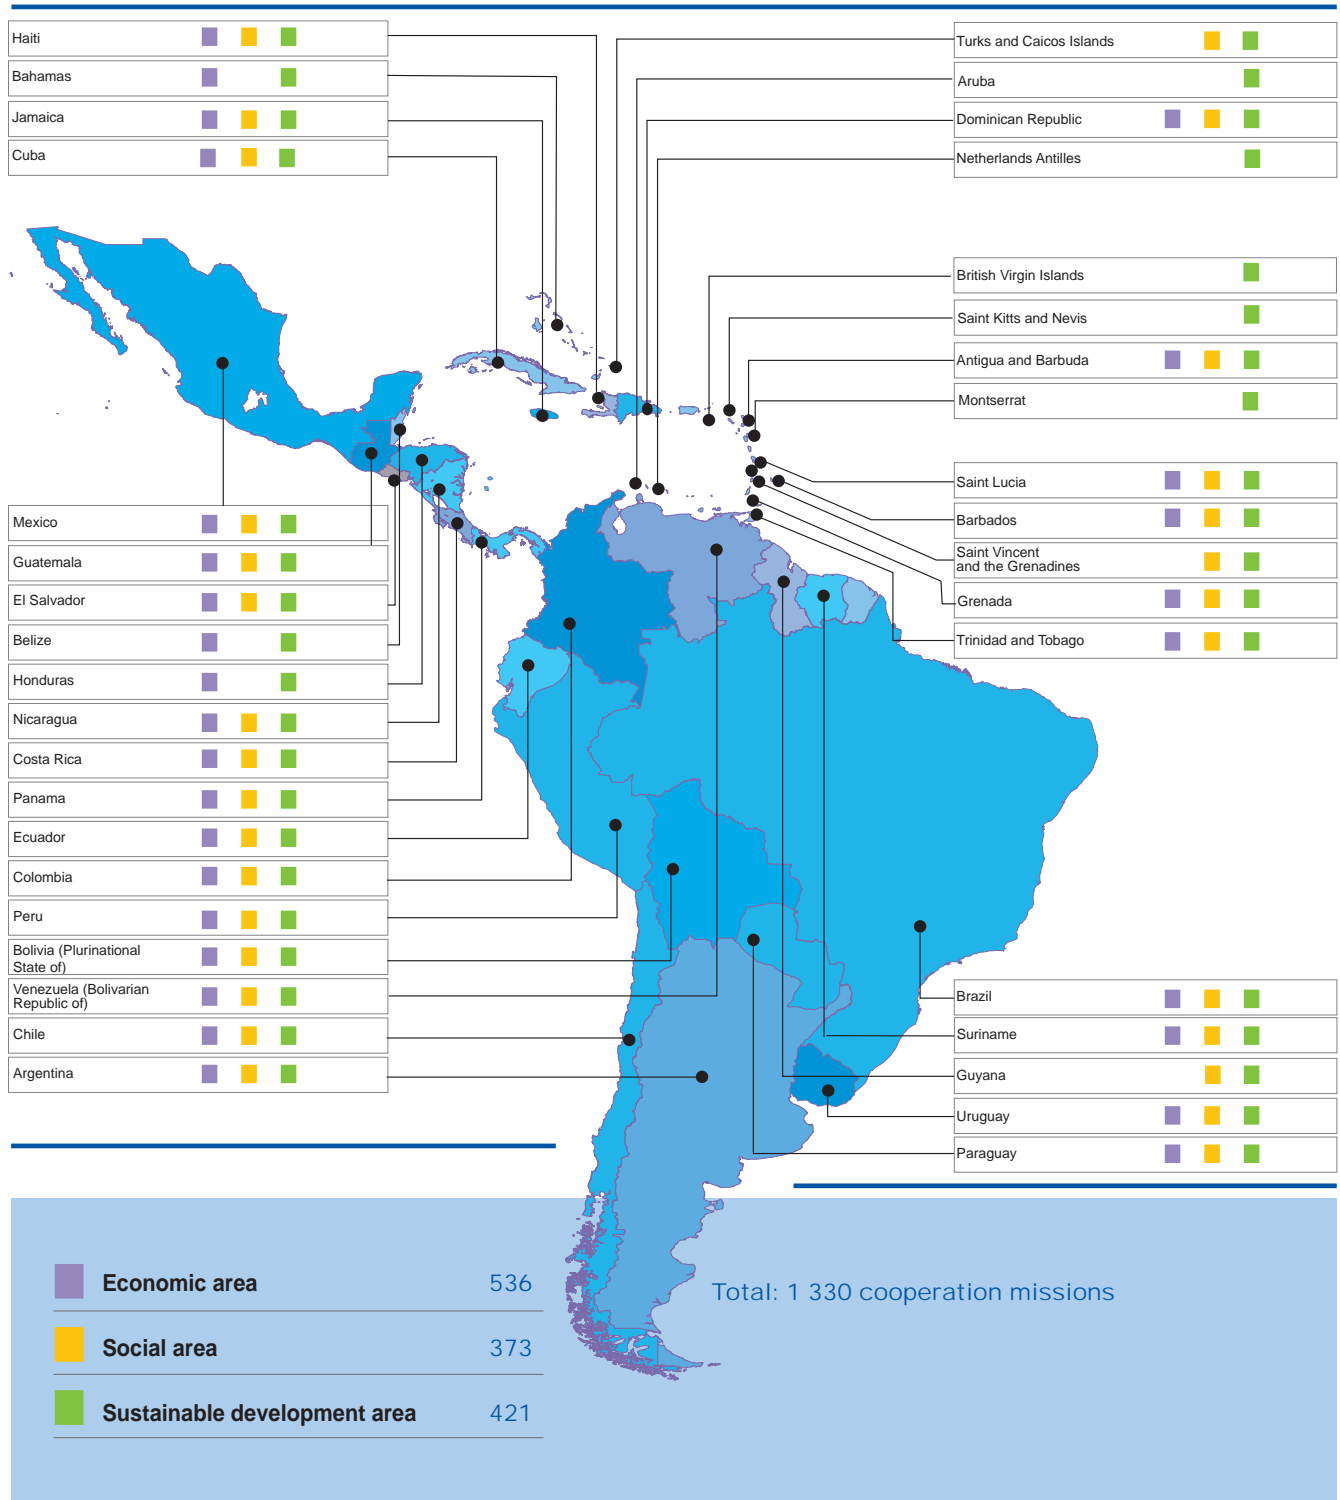 Haiti
Bahamas
Jamaica
Cuba
Turks and Caicos Islands
Aruba
Dominican Republic
Netherlands Antilles
British Virgin Islands
Saint Kitts and Nevis
Antigua and Barbuda
Montserrat
Saint Lucia
Barbados
Saint Vincent
and the Grenadines
Grenada
Trinidad and Tobago
Mexico
Guatemala
El Salvador
Belize
Honduras
Nicaragua
Costa Rica
Panama
Ecuador
Colombia
Peru
Bolivia (Plurinational
State of)
Venezuela (Bolivarian
Republic of)
Chile
Argentina
Brazil
Suriname
Guyana
Uruguay
Paraguay
Economic area 536
Social area 373
Sustainable development area 421
Total: 1 330 cooperation missions